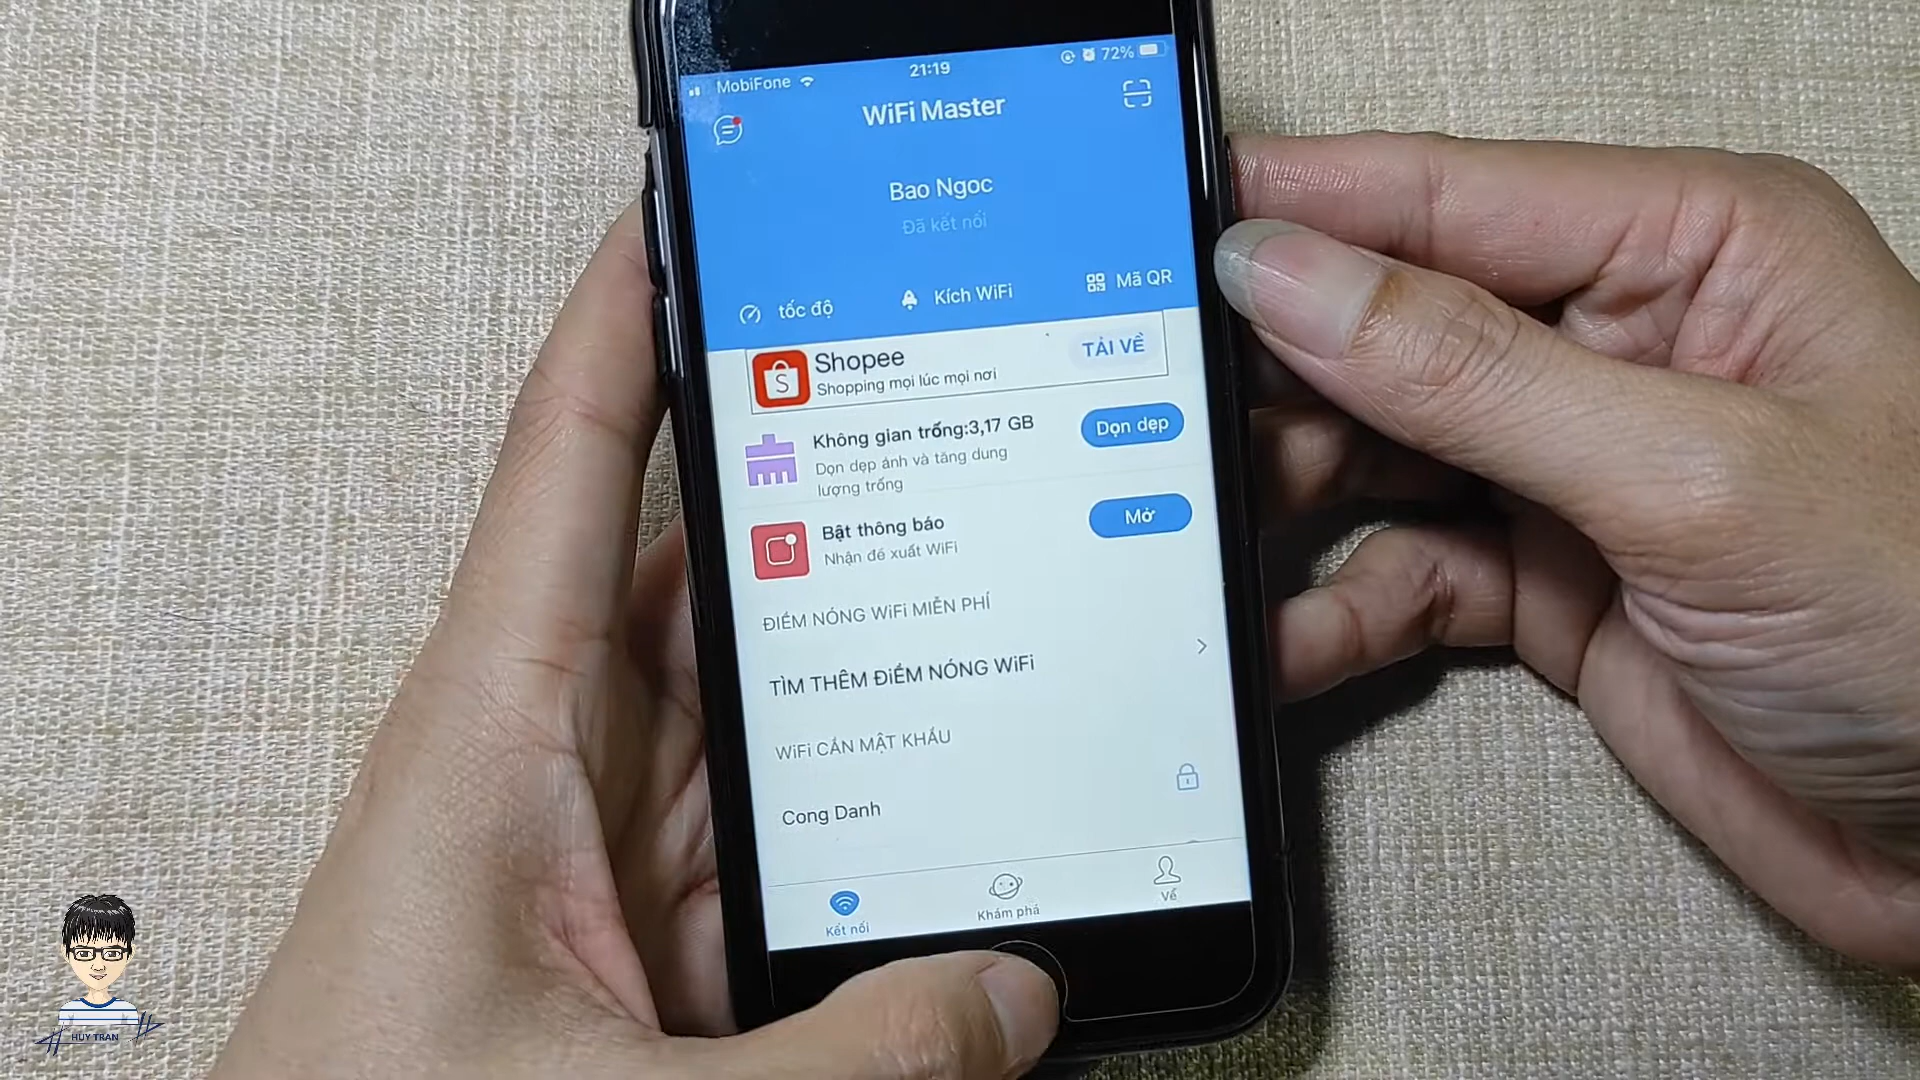 MobiFone
21:19
72%
WiFi Master
Bao Ngoc
Đã kết nối
tốc độ
Kích WiFi
Mã QR
Shopee
Shopping mọi lúc mọi nơi
TẢI VỀ
Không gian trống:3,17 GB
Dọn dẹp ảnh và tăng dung
lượng trống
Dọn dẹp
Bật thông báo
Nhận đề xuất WiFi
Mở
ĐIỂM NÓNG WiFi MIỄN PHÍ
TÌM THÊM ĐiỂM NÓNG WiFi
WiFi CẦN MẬT KHẨU
Cong Danh
Kết nối
Khám phá
Về
HUY TRAN